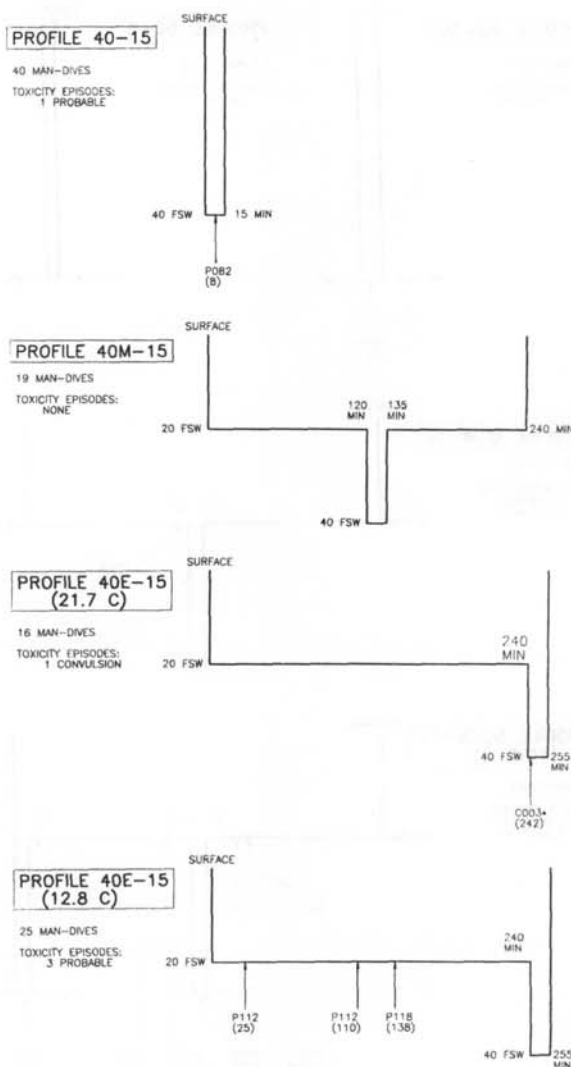 SURFACE
PROFILE 40-15
40 MAN-DIVES
TOXICITY EPISODES:
1 PROBABLE
40 FSW
15 MIN
P082
(8)
SURFACE
PROFILE 40M-15
19 MAN-DIVES
TOXICITY EPISODES:
NONE
120
MIN
135
MIN
20 FSW
240 MIN
40 FSW
SURFACE
PROFILE 40E-15
(21.7 C)
16 MAN-DIVES
TOXICITY EPISODES:
1 CONVULSION
20 FSW
240
MIN
40 FSW
255
MIN
C003*
(242)
SURFACE
PROFILE 40E-15
(12.8 C)
25 MAN-DIVES
TOXICITY EPISODES:
3 PROBABLE
20 FSW
240
MIN
P112
(25)
P112
(110)
P118
(138)
40 FSW
255
MIN